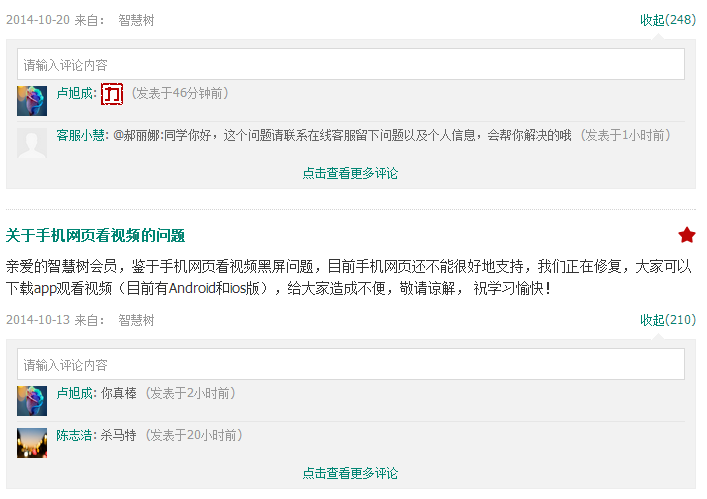 2014-10-20 来自： 智慧树 收起(248)
请输入评论内容
卢旭成: 力 (发表于46分钟前)
客服小慧: @郝丽娜:同学你好，这个问题请联系在线客服留下问题以及个人信息，会帮你解决的哦 (发表于1小时前)
点击查看更多评论
关于手机网页看视频的问题
亲爱的智慧树会员，鉴于手机网页看视频黑屏问题，目前手机网页还不能很好地支持，我们正在修复，大家可以
下载app观看视频（目前有Android和ios版），给大家造成不便，敬请谅解， 祝学习愉快！
2014-10-13 来自： 智慧树 收起(210)
请输入评论内容
卢旭成: 你真棒 (发表于2小时前)
陈志浩: 杀马特 (发表于20小时前)
点击查看更多评论